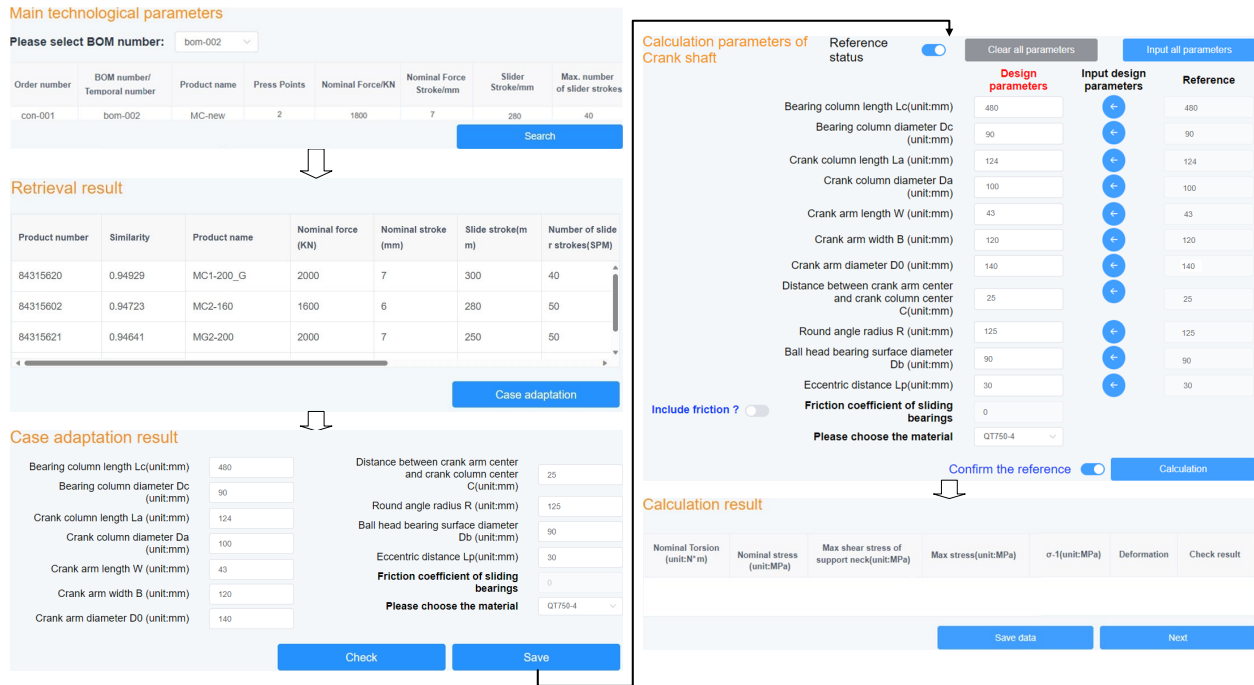 Main technological parameters
Please select BOM number: bom-002
Order number BOM number/ Temporal number Product name Press Points Nominal Force/KN Nominal Force Stroke/mm Slider Stroke/mm Max. number of slider strokes
con-001 bom-002 MC-new 2 1800 7 280 40
Search
Retrieval result
Product number Similarity Product name Nominal force (KN) Nominal stroke (mm) Slide stroke(m m) Number of slide r strokes(SPM)
84315620 0.94929 MC1-200_G 2000 7 300 40
84315602 0.94723 MC2-160 1600 6 280 50
84315621 0.94641 MG2-200 2000 7 250 50
Case adaptation
Case adaptation result
Bearing column length Lc(unit:mm) 480
Bearing column diameter Dc
(unit:mm) 90
Crank column length La (unit:mm) 124
Crank column diameter Da
(unit:mm) 100
Crank arm length W (unit:mm) 43
Crank arm width B (unit:mm) 120
Crank arm diameter D0 (unit:mm) 140
Distance between crank arm center
and crank column center
C(unit:mm) 25
Round angle radius R (unit:mm) 125
Ball head bearing surface diameter
Db (unit:mm) 90
Eccentric distance Lp(unit:mm) 30
Friction coefficient of sliding
bearings 0
Please choose the material QT750-4
Check Save
Calculation parameters of
Crank shaft
Reference
status
Clear all parameters Input all parameters
Design
parameters
Input design
parameters
Reference
Bearing column length Lc(unit:mm) 480 480
Bearing column diameter Dc
(unit:mm) 90 90
Crank column length La (unit:mm) 124 124
Crank column diameter Da
(unit:mm) 100 100
Crank arm length W (unit:mm) 43 43
Crank arm width B (unit:mm) 120 120
Crank arm diameter D0 (unit:mm) 140 140
Distance between crank arm center
and crank column center
C(unit:mm) 25 25
Round angle radius R (unit:mm) 125 125
Ball head bearing surface diameter
Db (unit:mm) 90 90
Eccentric distance Lp(unit:mm) 30 30
Include friction ? Friction coefficient of sliding
bearings 0
Please choose the material QT750-4
Confirm the reference Calculation
Calculation result
Nominal Torsion (unit:N*m) Nominal stress (unit:MPa) Max shear stress of support neck(unit:MPa) Max stress(unit:MPa) σ-1(unit:MPa) Deformation Check result
Save data Next